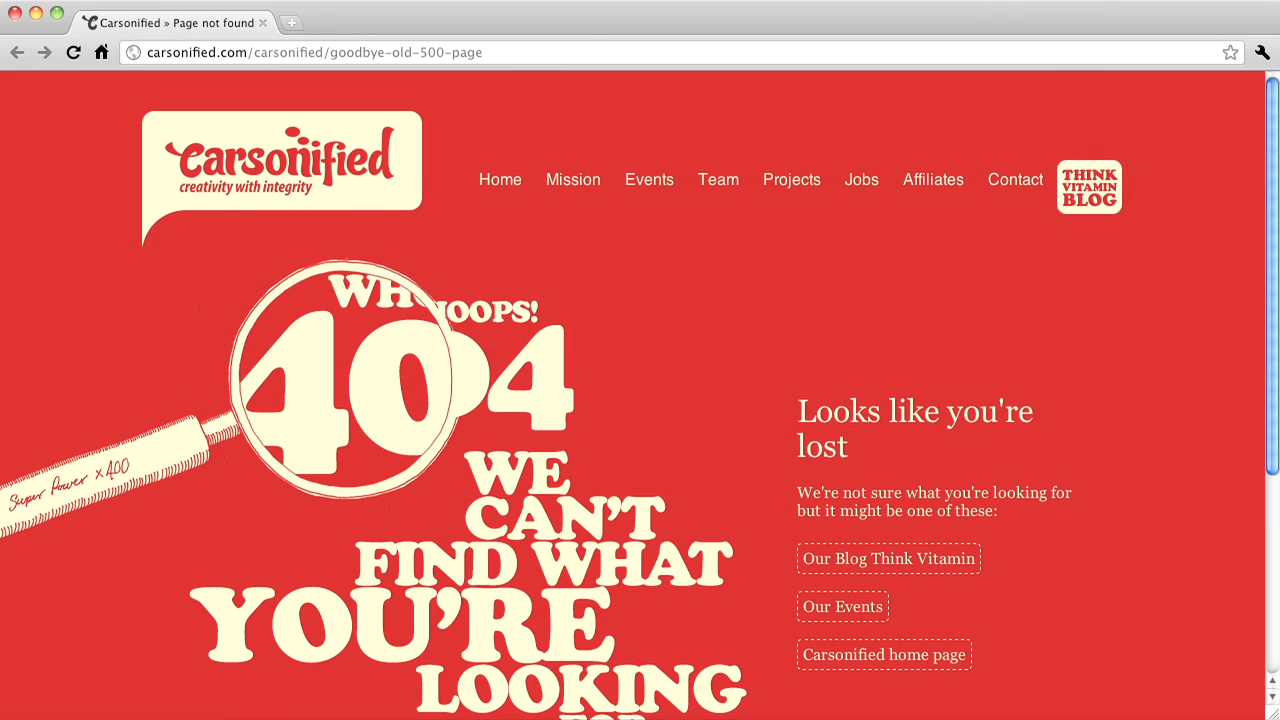 Carsonified » Page not found
carsonified.com/carsonified/goodbye-old-500-page
carsonified
creativity with integrity
Home Mission Events Team Projects Jobs Affiliates Contact
THINK
VITAMIN
BLOG
WHOOPS!
404
Super Power x400
WE
CAN'T
FIND WHAT
YOU'RE
LOOKING
FOR
Looks like you're
lost
We're not sure what you're looking for
but it might be one of these:
Our Blog Think Vitamin
Our Events
Carsonified home page